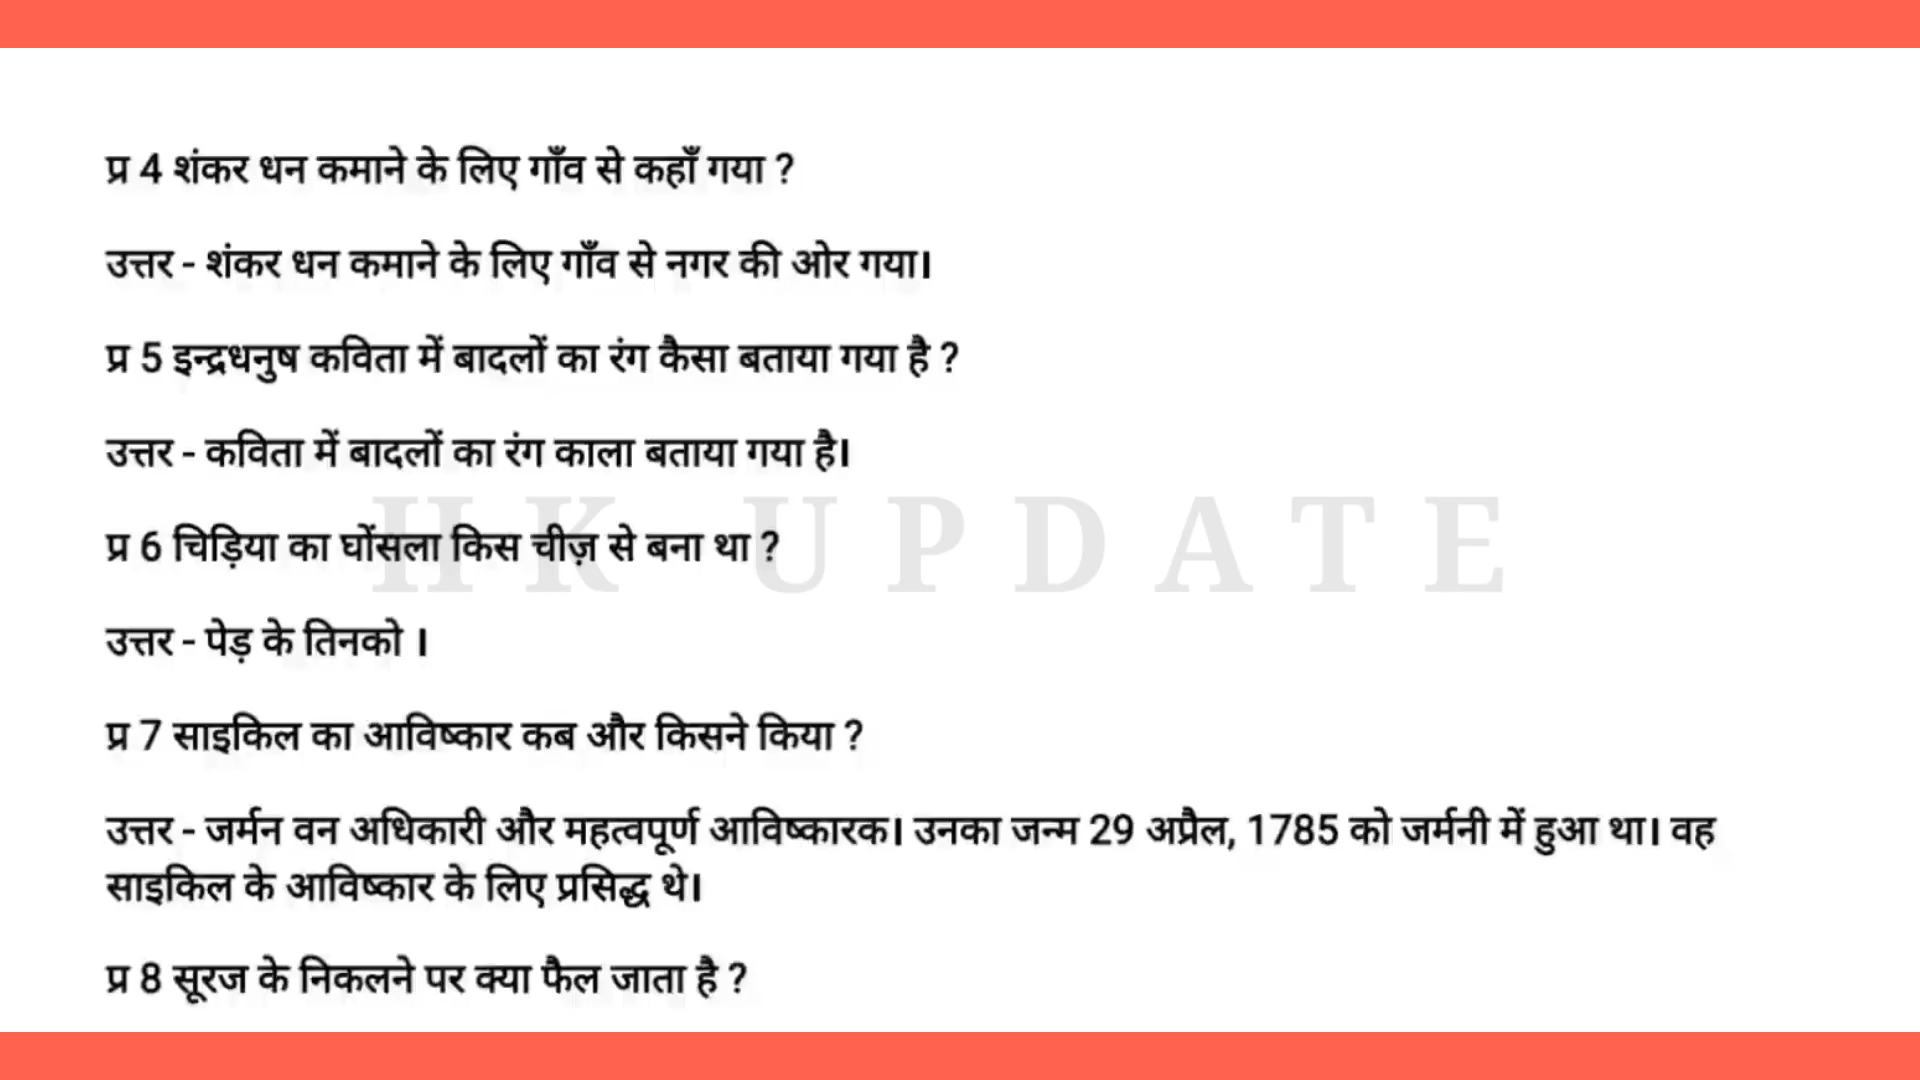 प्र 4 शंकर धन कमाने के लिए गाँव से कहाँ गया ?
उत्तर - शंकर धन कमाने के लिए गाँव से नगर की ओर गया।
प्र 5 इन्द्रधनुष कविता में बादलों का रंग कैसा बताया गया है ?
उत्तर - कविता में बादलों का रंग काला बताया गया है।
प्र 6 चिड़िया का घोंसला किस चीज़ से बना था ?
HK UPDATE
उत्तर - पेड़ के तिनको ।
प्र 7 साइकिल का आविष्कार कब और किसने किया ?
उत्तर - जर्मन वन अधिकारी और महत्वपूर्ण आविष्कारक। उनका जन्म 29 अप्रैल, 1785 को जर्मनी में हुआ था। वह
साइकिल के आविष्कार के लिए प्रसिद्ध थे।
प्र 8 सूरज के निकलने पर क्या फैल जाता है ?